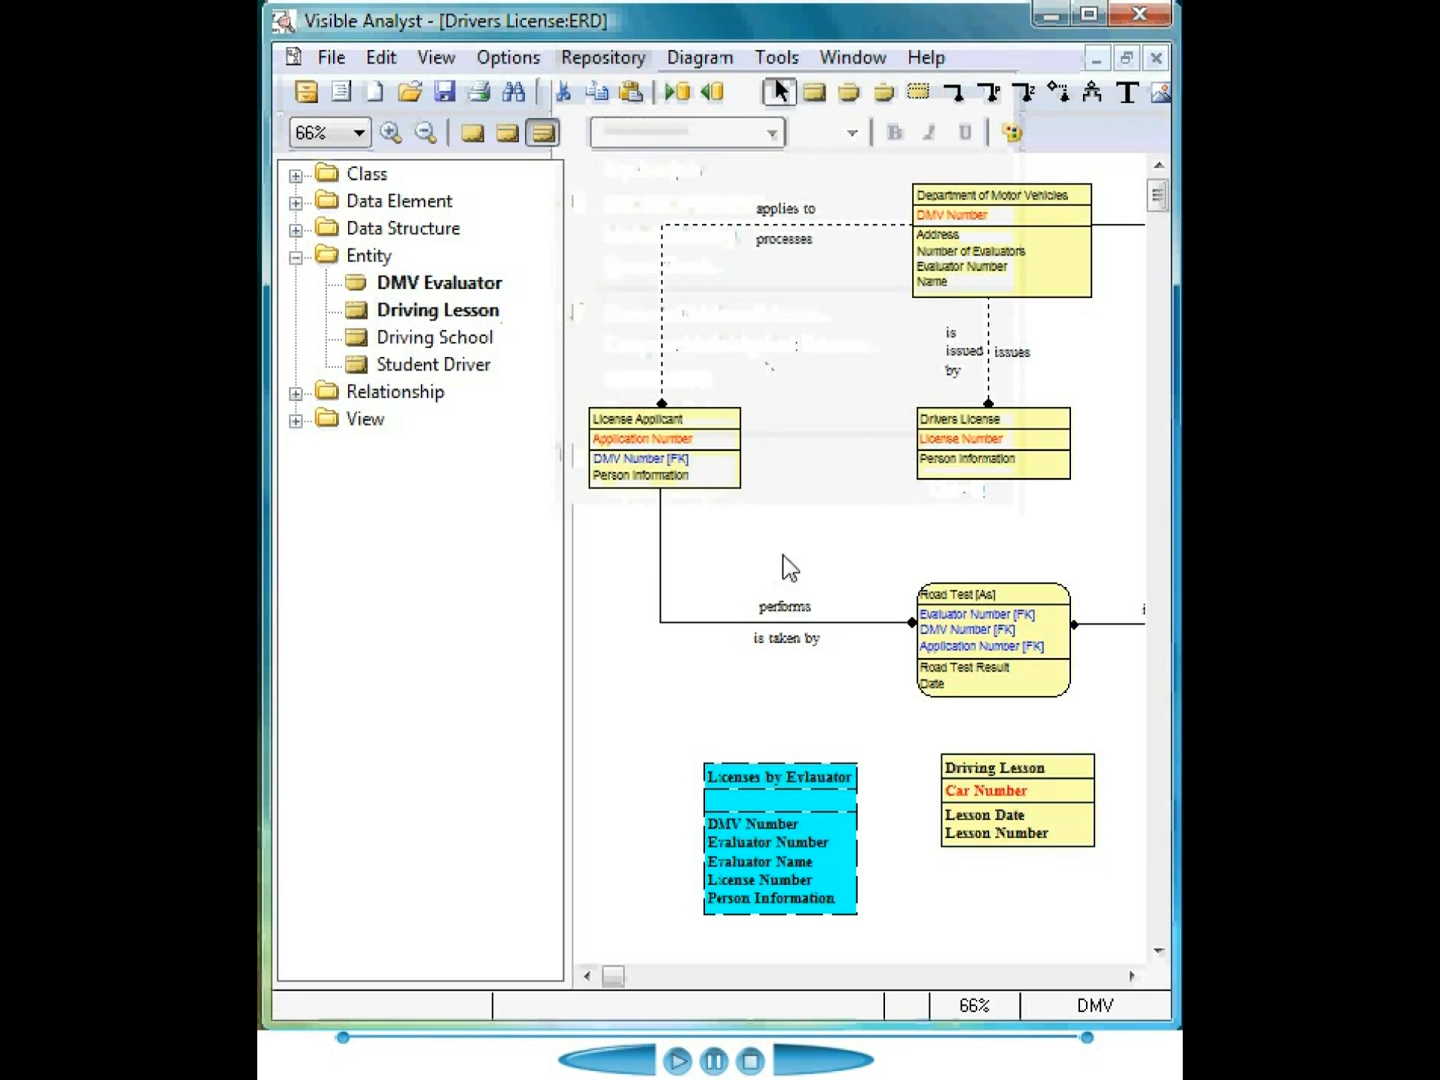 Visible Analyst - [Drivers License:ERD]
File Edit View Options Repository Diagram Tools Window Help
T
66%
B I U
Class
Data Element
Data Structure
Entity
DMV Evaluator
Driving Lesson
Driving School
Student Driver
Relationship
View
applies to
processes
Department of Motor Vehicles
DMV Number
Address
Number of Evaluators
Evaluator Number
Name
is
issued
by
issues
License Applicant
Application Number
DMV Number [FK]
Person Information
Drivers License
License Number
Person Information
performs
is taken by
Road Test [As]
Evaluator Number [FK]
DMV Number [FK]
Application Number [FK]
Road Test Result
Date
Licenses by Evlauator
DMV Number
Evaluator Number
Evaluator Name
License Number
Person Information
Driving Lesson
Car Number
Lesson Date
Lesson Number
66%
DMV